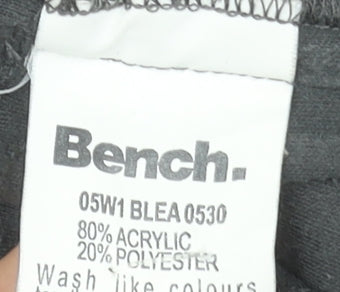 Bench.
05W1 BLEA 0530
80% ACRYLIC
20% POLYESTER
Wash like colours